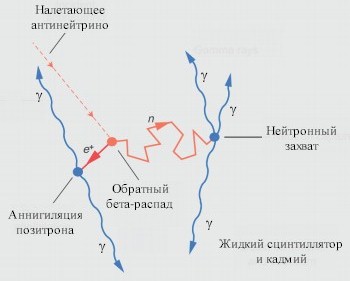 Налетающее
антинейтрино
γ
γ
γ
n
e⁺
Нейтронный
захват
Обратный
бета-распад
Аннигиляция
позитрона
γ
γ
Жидкий сцинтиллятор
и кадмий